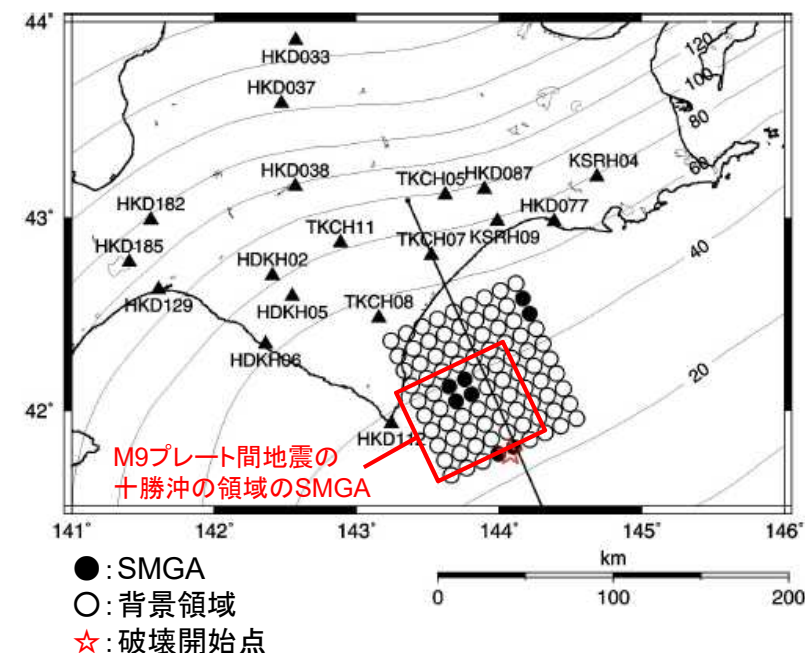 44°
HKD033
HKD037
120
100
80
60
HKD038
TKCH05
HKD087
KSRH04
HKD182
43°
TKCH11
HKD077
TKCH07
KSRH09
HKD185
HDKH02
40
HKD129
HDKH05
TKCH08
HDKH06
20
42°
HKD112
M9プレート間地震の
十勝沖の領域のSMGA
141°
142°
143°
144°
145°
146°
●:SMGA
○:背景領域
☆:破壊開始点
km
0
100
200